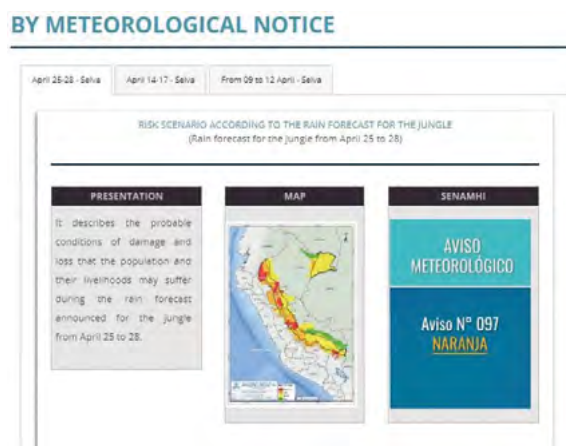 BY METEOROLOGICAL NOTICE
April 25-28 - Selva
April 14-17 - Selva
From 09 to 12 April - Selva
RISK SCENARIO ACCORDING TO THE RAIN FORECAST FOR THE JUNGLE
(Rain forecast for the jungle from April 25 to 28)
PRESENTATION
It describes the probable
conditions of damage and
loss that the population and
their livelihoods may suffer
during the rain forecast
announced for the jungle
from April 25 to 28.
MAP
SENAMHI
AVISO
METEOROLÓGICO
Aviso N° 097
NARANJA